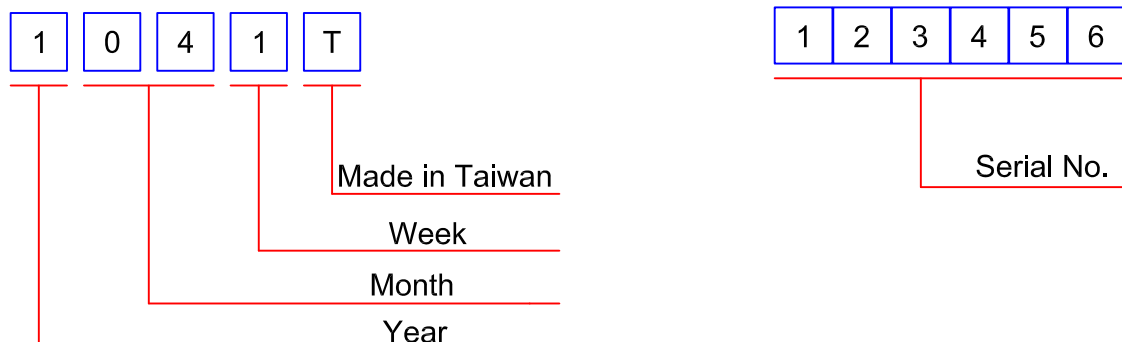 1 0 4 1 T
1 2 3 4 5 6
Made in Taiwan
Serial No.
Week
Month
Year